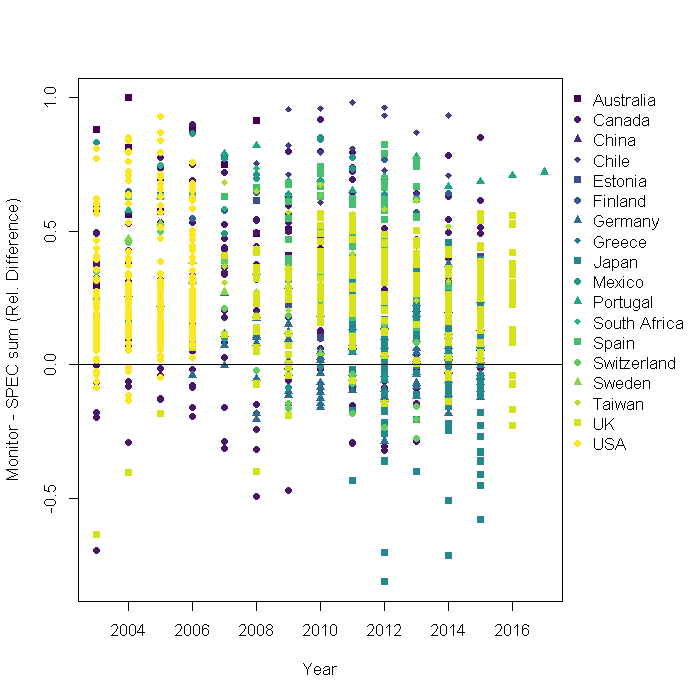 Monitor - SPEC sum (Rel. Difference)
1.0
0.5
0.0
-0.5
2004 2006 2008 2010 2012 2014 2016
Year
Australia
Canada
China
Chile
Estonia
Finland
Germany
Greece
Japan
Mexico
Portugal
South Africa
Spain
Switzerland
Sweden
Taiwan
UK
USA